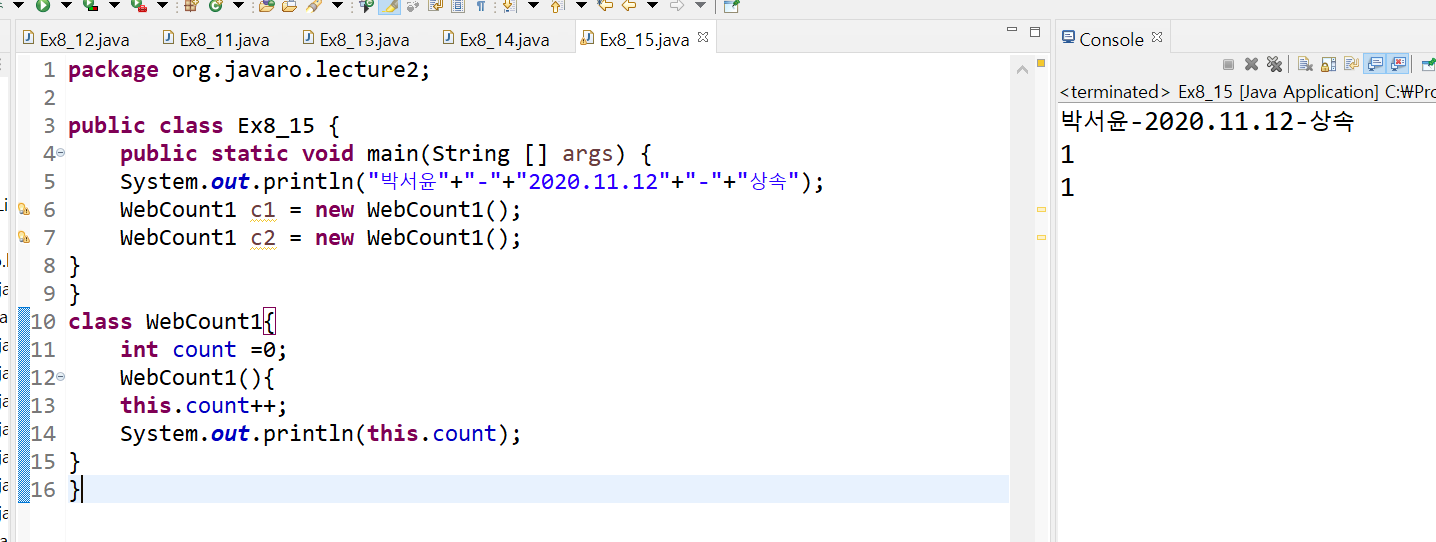 Ex8_12.java Ex8_11.java Ex8_13.java Ex8_14.java Ex8_15.java
1 package org.javaro.lecture2;
2
3 public class Ex8_15 {
4 public static void main(String [] args) {
5 System.out.println("박서윤"+"-"+"2020.11.12"+"-"+"상속");
6 WebCount1 c1 = new WebCount1();
7 WebCount1 c2 = new WebCount1();
8 }
9 }
10 class WebCount1{
11 int count =0;
12 WebCount1(){
13 this.count++;
14 System.out.println(this.count);
15 }
16 }
Console
<terminated> Ex8_15 [Java Application] C:₩Pro
박서윤-2020.11.12-상속
1
1